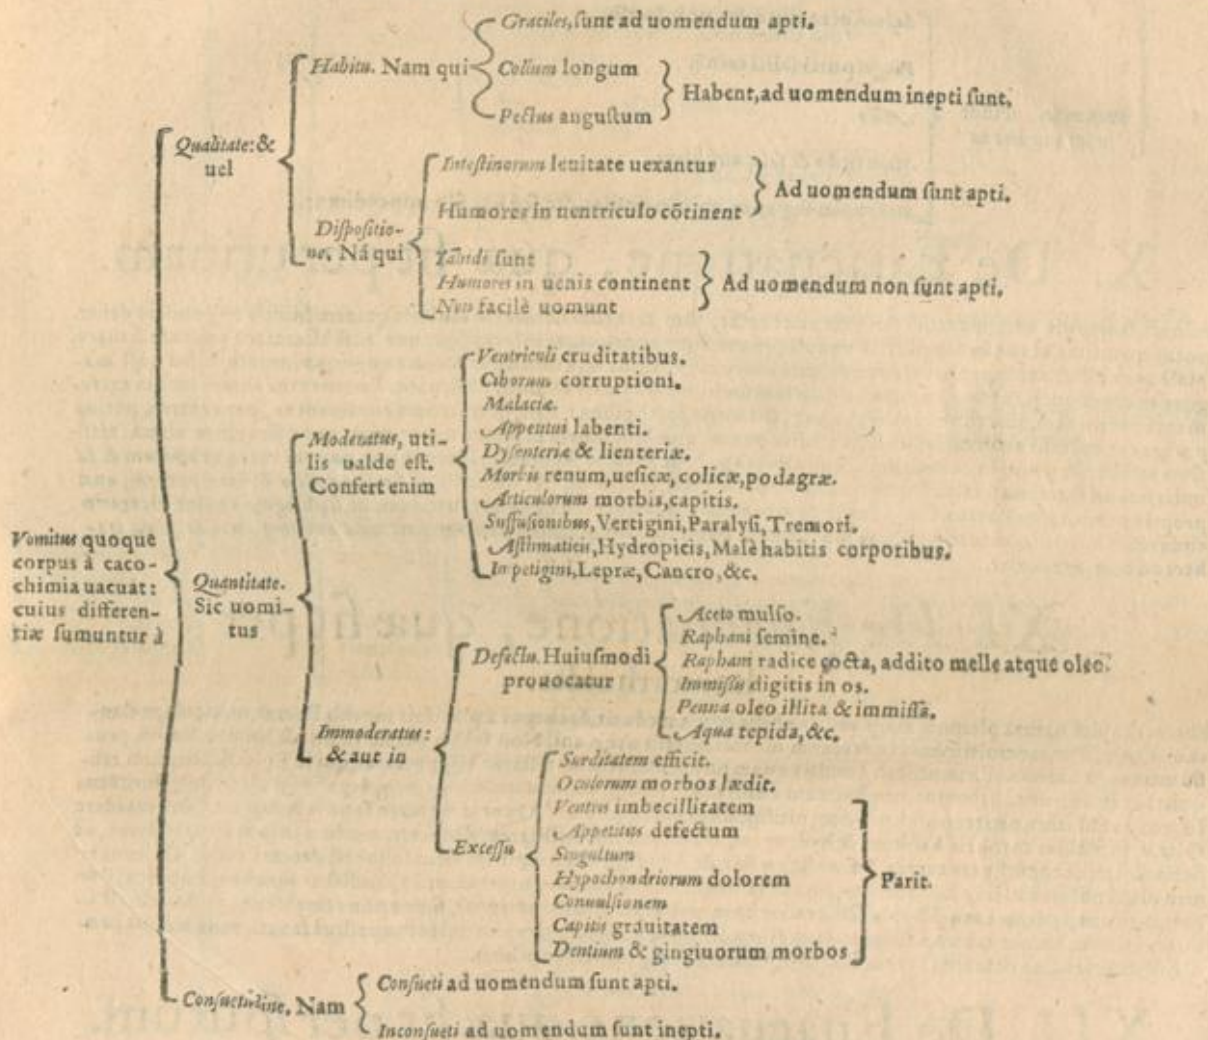 Vomitus quoque
corpus à caco-
chimia uacuat:
cuius differen-
tiæ sumuntur à
Qualitate: &
uel
Habitu. Nam qui
Graciles, ſunt ad uomendum apti.
Collum longum
Pectus anguſtum
Habent, ad uomendum inepti ſunt.
Diſpoſitio-
ne. Nā qui
Inteſtinorum leuitate uexantur
Humores in uentriculo cōtinent
Ad uomendum ſunt apti.
Tabidi ſunt
Humores in uenis continent
Non facilè uomunt
Ad uomendum non ſunt apti.
Quantitate.
Sic uomi-
tus
Moderatus, uti-
lis ualde eſt.
Confert enim
Ventriculi cruditatibus.
Ciborum corruptioni.
Malaciæ.
Appetitui labenti.
Dyſenteriæ & lienteriæ.
Morbis renum, ueſicæ, colicæ, podagræ.
Articulorum morbis, capitis.
Suffuſionibus, Vertigini, Paralyſi, Tremori.
Aſthmaticis, Hydropicis, Malè habitis corporibus.
Impetigini, Lepræ, Cancro, &c.
Immoderatus:
& aut in
Defectu. Huiuſmodi
prouocatur
Aceto mulſo.
Raphani ſemine.
Raphani radice cocta, addito melle atque oleo.
Immiſſis digitis in os.
Penna oleo illita & immiſſa.
Aqua tepida, &c.
Exceſſu
Surditatem efficit.
Oculorum morbos lædit.
Ventris imbecillitatem
Appetitus defectum
Singultum
Hypochondriorum dolorem
Conuulſionem
Capitis grauitatem
Dentium & gingiuorum morbos
Parit.
Conſuetudine. Nam
Conſueti ad uomendum ſunt apti.
Inconſueti ad uomendum ſunt inepti.